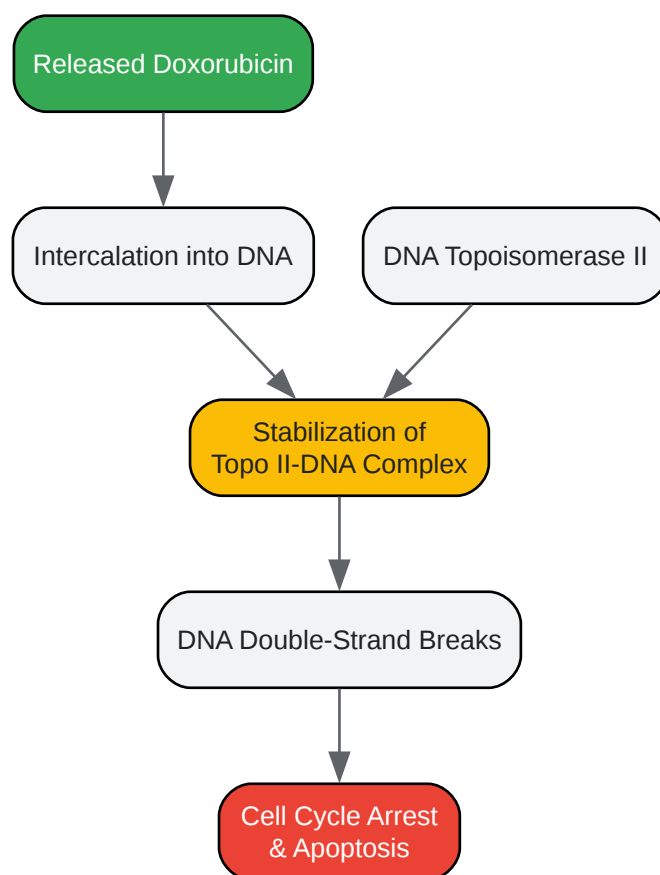 Released Doxorubicin
Intercalation into DNA
DNA Topoisomerase II
Stabilization of
Topo II-DNA Complex
DNA Double-Strand Breaks
Cell Cycle Arrest
& Apoptosis